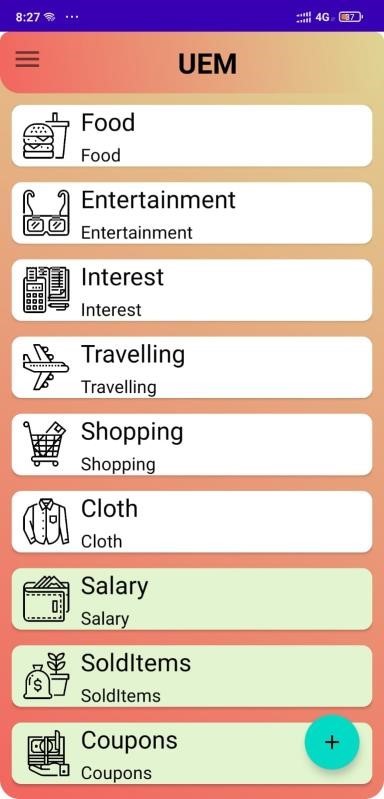 8:27 ... 4G 87
UEM
Food
Food
Entertainment
Entertainment
Interest
Interest
Travelling
Travelling
Shopping
Shopping
Cloth
Cloth
Salary
Salary
SoldItems
SoldItems
Coupons
Coupons
+